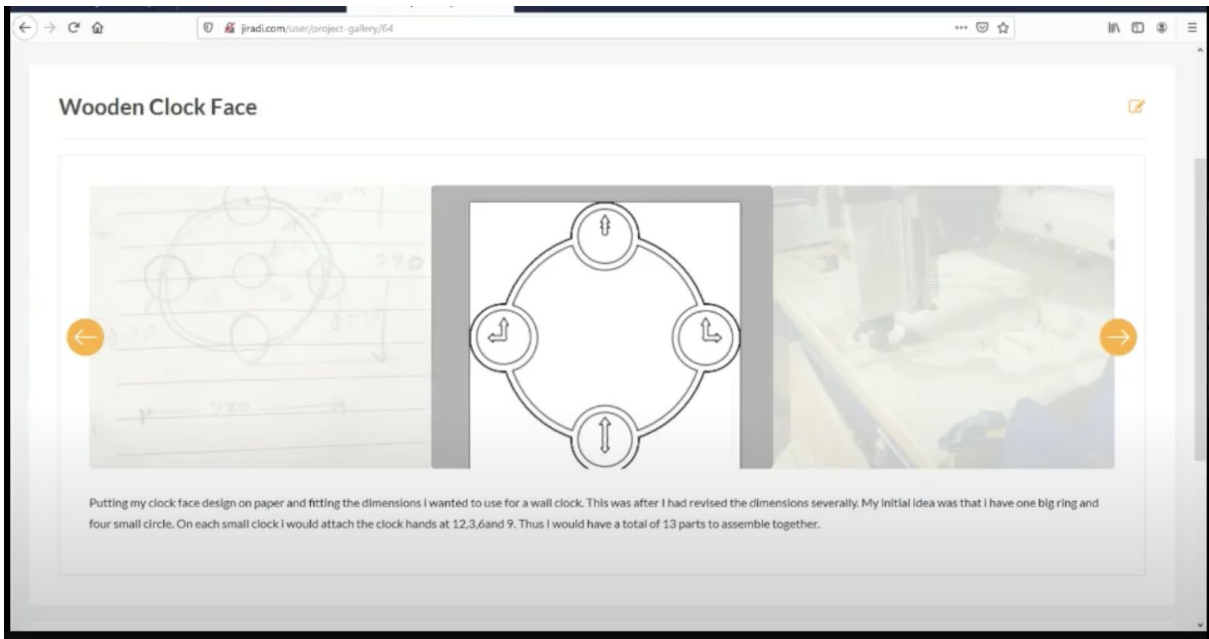 jiradi.com/user/project-gallery/64
Wooden Clock Face
220
220
Putting my clock face design on paper and fitting the dimensions I wanted to use for a wall clock. This was after I had revised the dimensions severally. My initial idea was that i have one big ring and
four small circle. On each small clock i would attach the clock hands at 12,3,6and 9. Thus I would have a total of 13 parts to assemble together.